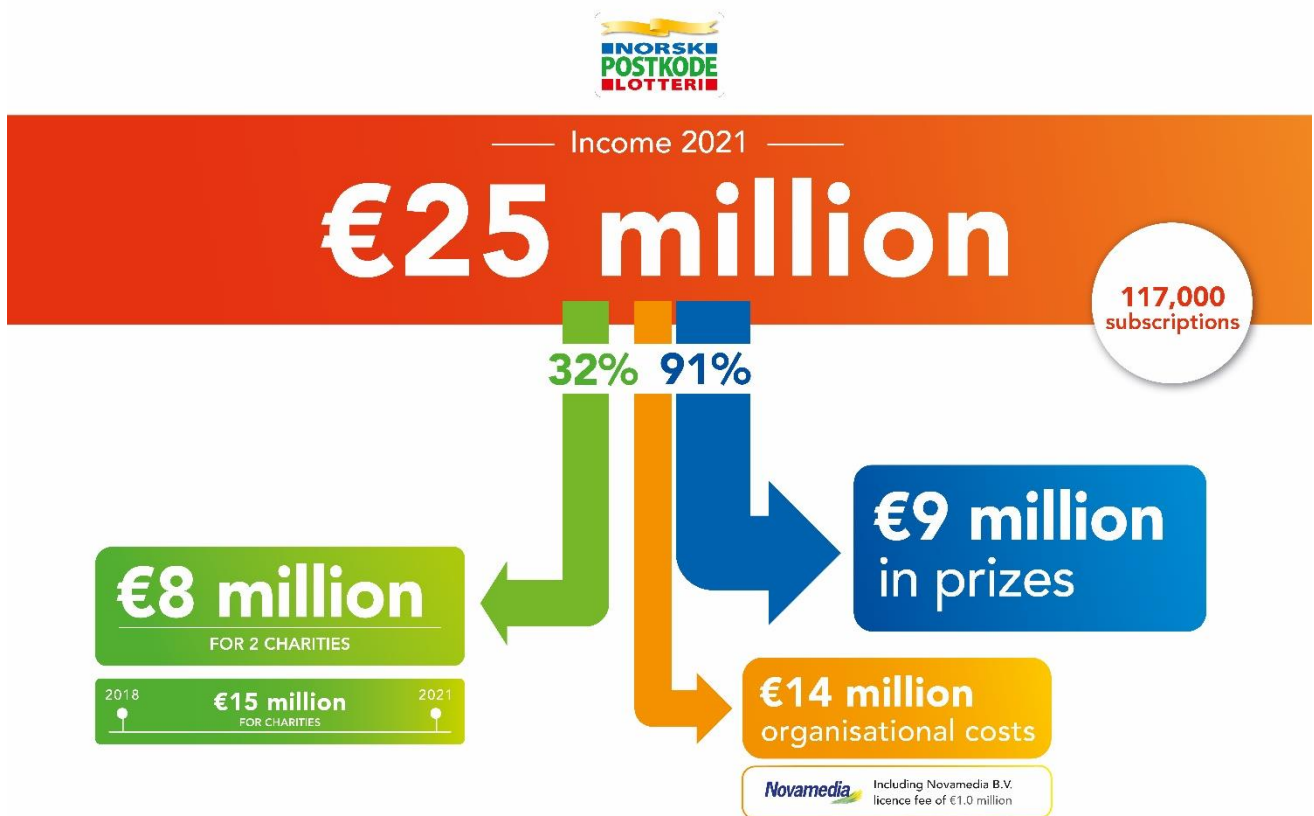 NORSK
POSTKODE
LOTTERI
Income 2021
€25 million
117,000
subscriptions
32% 91%
€8 million
FOR 2 CHARITIES
2018 €15 million 2021
FOR CHARITIES
€9 million
in prizes
€14 million
organisational costs
Novamedia Including Novamedia B.V.
licence fee of €1.0 million